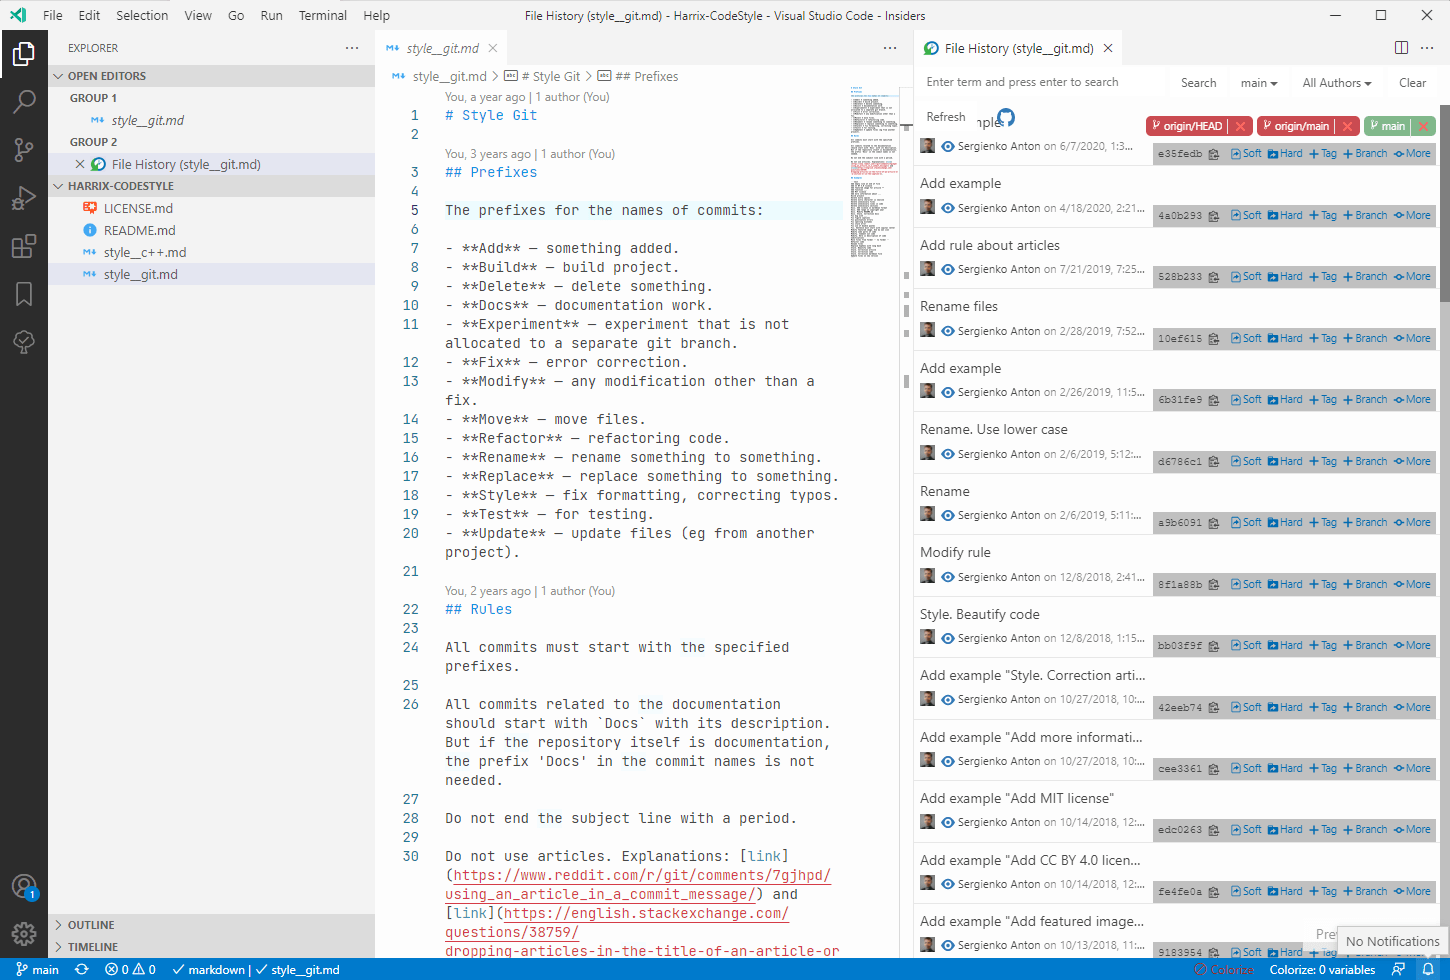 File Edit Selection View Go Run Terminal Help
File History (style__git.md) - Harrix-CodeStyle - Visual Studio Code - Insiders
EXPLORER
OPEN EDITORS
GROUP 1
style__git.md
GROUP 2
File History (style__git.md)
HARRIX-CODESTYLE
LICENSE.md
README.md
style__c++.md
style__git.md
OUTLINE
TIMELINE
1
style__git.md
style__git.md > # Style Git > ## Prefixes
You, a year ago | 1 author (You)
1 # Style Git
2
You, 3 years ago | 1 author (You)
3 ## Prefixes
4
5 The prefixes for the names of commits:
6
7 - **Add** — something added.
8 - **Build** — build project.
9 - **Delete** — delete something.
10 - **Docs** — documentation work.
11 - **Experiment** — experiment that is not
allocated to a separate git branch.
12 - **Fix** — error correction.
13 - **Modify** — any modification other than a
fix.
14 - **Move** — move files.
15 - **Refactor** — refactoring code.
16 - **Rename** — rename something to something.
17 - **Replace** — replace something to something.
18 - **Style** — fix formatting, correcting typos.
19 - **Test** — for testing.
20 - **Update** — update files (eg from another
project).
21
You, 2 years ago | 1 author (You)
22 ## Rules
23
24 All commits must start with the specified
prefixes.
25
26 All commits related to the documentation
should start with `Docs` with its description.
But if the repository itself is documentation,
the prefix 'Docs' in the commit names is not
needed.
27
28 Do not end the subject line with a period.
29
30 Do not use articles. Explanations: [link]
(https://www.reddit.com/r/git/comments/7gjhpd/
using_an_article_in_a_commit_message/) and
[link](https://english.stackexchange.com/
questions/38759/
dropping-articles-in-the-title-of-an-article-or
File History (style__git.md)
Enter term and press enter to search Search main All Authors Clear
Refresh
origin/HEAD origin/main main
Sergienko Anton on 6/7/2020, 1:3... e35fedb Soft Hard Tag Branch More
Add example
Sergienko Anton on 4/18/2020, 2:21... 4a0b293 Soft Hard Tag Branch More
Add rule about articles
Sergienko Anton on 7/21/2019, 7:25... 528b233 Soft Hard Tag Branch More
Rename files
Sergienko Anton on 2/28/2019, 7:52... 10ef615 Soft Hard Tag Branch More
Add example
Sergienko Anton on 2/26/2019, 11:5... 6b31fe9 Soft Hard Tag Branch More
Rename. Use lower case
Sergienko Anton on 2/6/2019, 5:12:... d6786c1 Soft Hard Tag Branch More
Rename
Sergienko Anton on 2/6/2019, 5:11:... a9b6091 Soft Hard Tag Branch More
Modify rule
Sergienko Anton on 12/8/2018, 2:41... 8f1a88b Soft Hard Tag Branch More
Style. Beautify code
Sergienko Anton on 12/8/2018, 1:15... bb03f9f Soft Hard Tag Branch More
Add example "Style. Correction arti...
Sergienko Anton on 10/27/2018, 10:... 42eeb74 Soft Hard Tag Branch More
Add example "Add more informati...
Sergienko Anton on 10/27/2018, 10:... cee3361 Soft Hard Tag Branch More
Add example "Add MIT license"
Sergienko Anton on 10/14/2018, 12:... edc0263 Soft Hard Tag Branch More
Add example "Add CC BY 4.0 licen...
Sergienko Anton on 10/14/2018, 12:... fe4fe0a Soft Hard Tag Branch More
Add example "Add featured image...
Sergienko Anton on 10/13/2018, 11:... 9183954 Soft Hard
No Notifications
main 0 0 markdown | style__git.md
Colorize Colorize: 0 variables